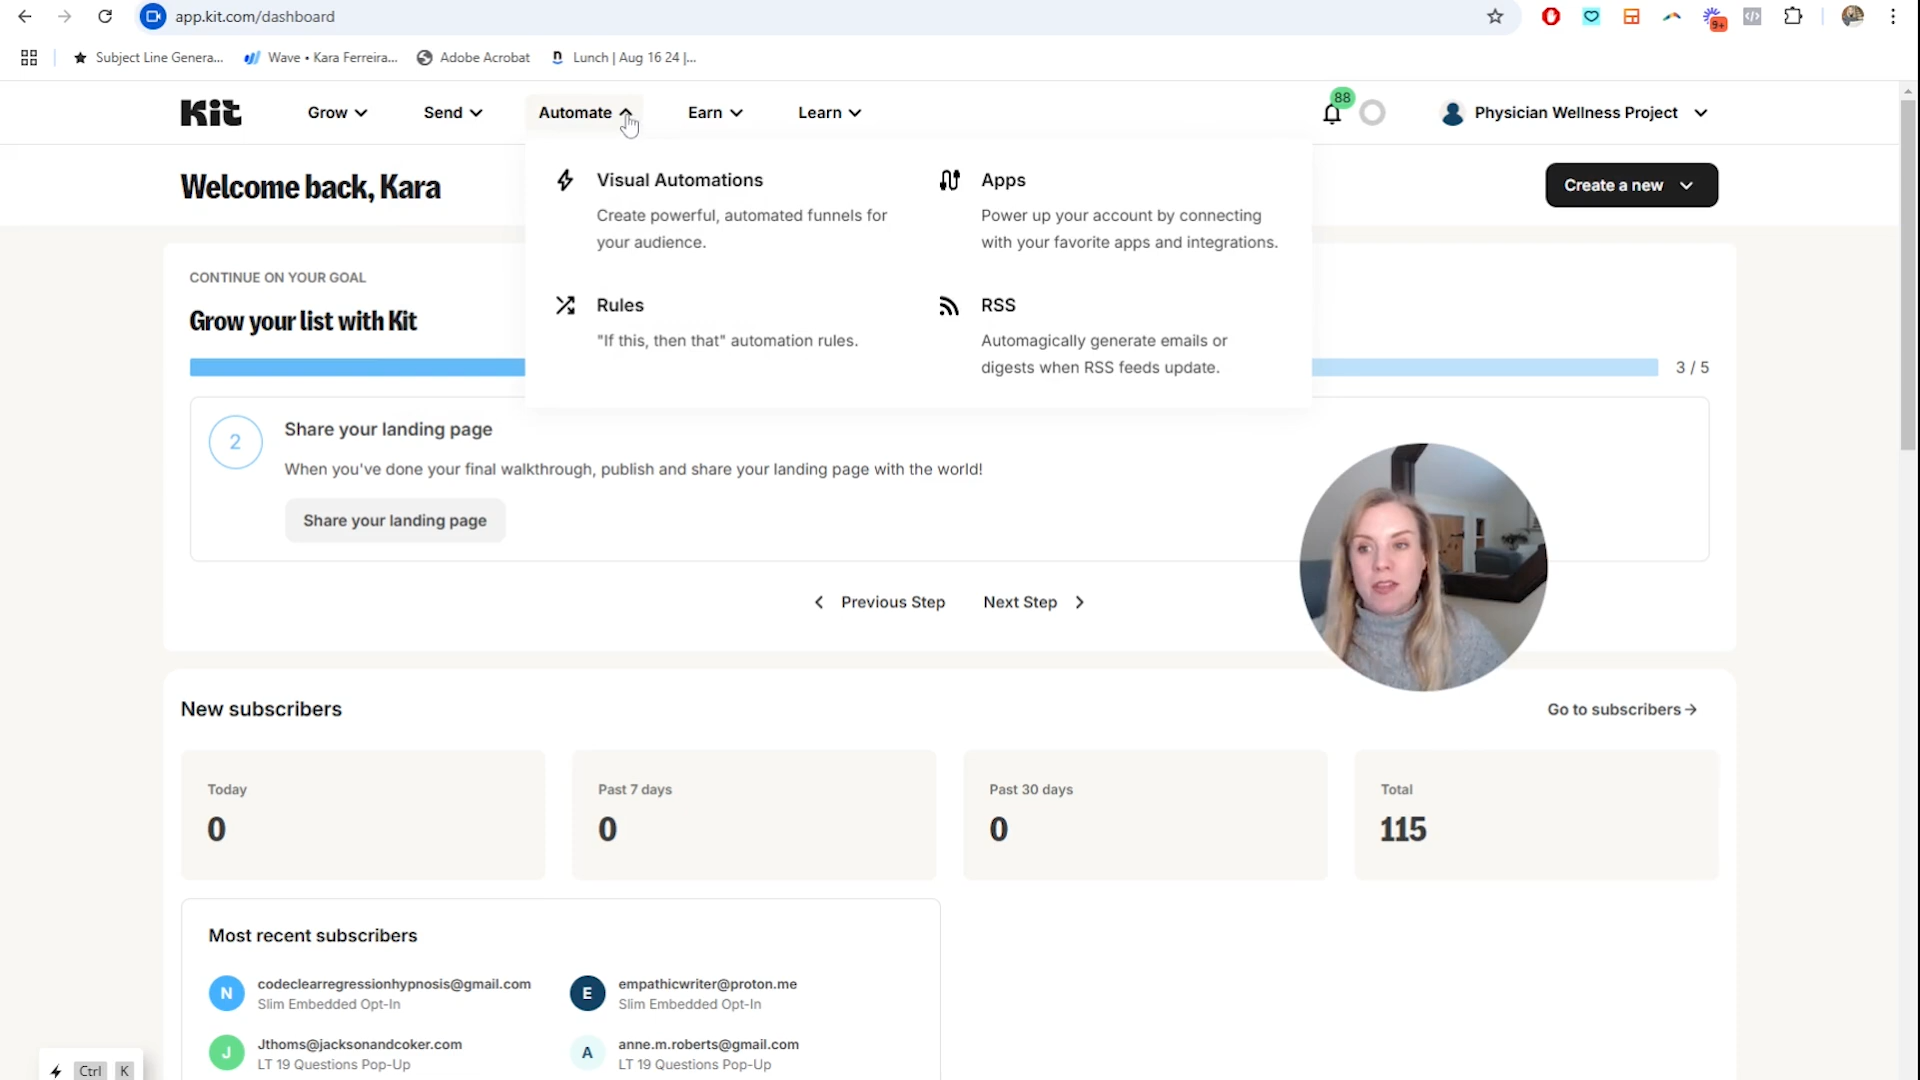 app.kit.com/dashboard
Subject Line Genera...
Wave • Kara Ferreira...
Adobe Acrobat
Lunch | Aug 16 24 |...
9+
Kit
Grow
Send
Automate
Earn
Learn
88
Physician Wellness Project
Welcome back, Kara
Create a new
Visual Automations
Create powerful, automated funnels for
your audience.
Apps
Power up your account by connecting
with your favorite apps and integrations.
Rules
"If this, then that" automation rules.
RSS
Automagically generate emails or
digests when RSS feeds update.
CONTINUE ON YOUR GOAL
Grow your list with Kit
3 / 5
2
Share your landing page
When you've done your final walkthrough, publish and share your landing page with the world!
Share your landing page
Previous Step
Next Step
New subscribers
Go to subscribers
Today
0
Past 7 days
0
Past 30 days
0
Total
115
Most recent subscribers
N
codeclearregressionhypnosis@gmail.com
Slim Embedded Opt-In
E
empathicwriter@proton.me
Slim Embedded Opt-In
J
Jthoms@jacksonandcoker.com
LT 19 Questions Pop-Up
A
anne.m.roberts@gmail.com
LT 19 Questions Pop-Up
Ctrl
K